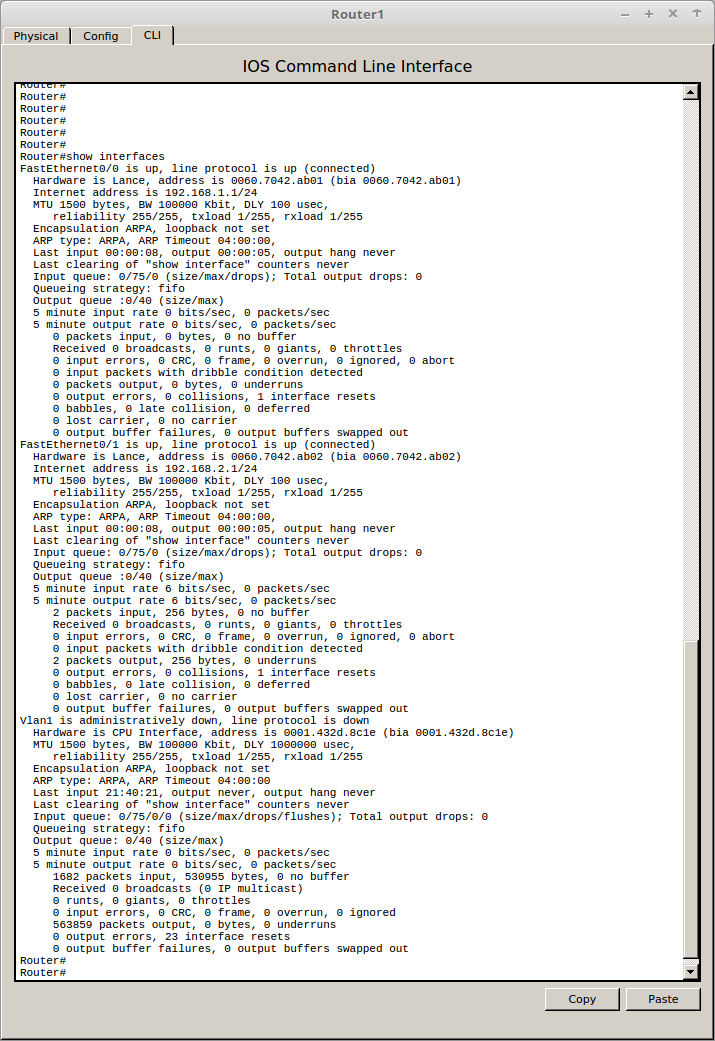 Router1
Physical
Config
CLI
IOS Command Line Interface
Router#
Router#
Router#
Router#
Router#
Router#
Router#show interfaces
FastEthernet0/0 is up, line protocol is up (connected)
  Hardware is Lance, address is 0060.7042.ab01 (bia 0060.7042.ab01)
  Internet address is 192.168.1.1/24
  MTU 1500 bytes, BW 100000 Kbit, DLY 100 usec,
     reliability 255/255, txload 1/255, rxload 1/255
  Encapsulation ARPA, loopback not set
  ARP type: ARPA, ARP Timeout 04:00:00,
  Last input 00:00:08, output 00:00:05, output hang never
  Last clearing of "show interface" counters never
  Input queue: 0/75/0 (size/max/drops); Total output drops: 0
  Queueing strategy: fifo
  Output queue :0/40 (size/max)
  5 minute input rate 0 bits/sec, 0 packets/sec
  5 minute output rate 0 bits/sec, 0 packets/sec
     0 packets input, 0 bytes, 0 no buffer
     Received 0 broadcasts, 0 runts, 0 giants, 0 throttles
     0 input errors, 0 CRC, 0 frame, 0 overrun, 0 ignored, 0 abort
     0 input packets with dribble condition detected
     0 packets output, 0 bytes, 0 underruns
     0 output errors, 0 collisions, 1 interface resets
     0 babbles, 0 late collision, 0 deferred
     0 lost carrier, 0 no carrier
     0 output buffer failures, 0 output buffers swapped out
FastEthernet0/1 is up, line protocol is up (connected)
  Hardware is Lance, address is 0060.7042.ab02 (bia 0060.7042.ab02)
  Internet address is 192.168.2.1/24
  MTU 1500 bytes, BW 100000 Kbit, DLY 100 usec,
     reliability 255/255, txload 1/255, rxload 1/255
  Encapsulation ARPA, loopback not set
  ARP type: ARPA, ARP Timeout 04:00:00,
  Last input 00:00:08, output 00:00:05, output hang never
  Last clearing of "show interface" counters never
  Input queue: 0/75/0 (size/max/drops); Total output drops: 0
  Queueing strategy: fifo
  Output queue :0/40 (size/max)
  5 minute input rate 6 bits/sec, 0 packets/sec
  5 minute output rate 6 bits/sec, 0 packets/sec
     2 packets input, 256 bytes, 0 no buffer
     Received 0 broadcasts, 0 runts, 0 giants, 0 throttles
     0 input errors, 0 CRC, 0 frame, 0 overrun, 0 ignored, 0 abort
     0 input packets with dribble condition detected
     2 packets output, 256 bytes, 0 underruns
     0 output errors, 0 collisions, 1 interface resets
     0 babbles, 0 late collision, 0 deferred
     0 lost carrier, 0 no carrier
     0 output buffer failures, 0 output buffers swapped out
Vlan1 is administratively down, line protocol is down
  Hardware is CPU Interface, address is 0001.432d.8c1e (bia 0001.432d.8c1e)
  MTU 1500 bytes, BW 100000 Kbit, DLY 1000000 usec,
     reliability 255/255, txload 1/255, rxload 1/255
  Encapsulation ARPA, loopback not set
  ARP type: ARPA, ARP Timeout 04:00:00
  Last input 21:40:21, output never, output hang never
  Last clearing of "show interface" counters never
  Input queue: 0/75/0/0 (size/max/drops/flushes); Total output drops: 0
  Queueing strategy: fifo
  Output queue: 0/40 (size/max)
  5 minute input rate 0 bits/sec, 0 packets/sec
  5 minute output rate 0 bits/sec, 0 packets/sec
     1682 packets input, 530955 bytes, 0 no buffer
     Received 0 broadcasts (0 IP multicast)
     0 runts, 0 giants, 0 throttles
     0 input errors, 0 CRC, 0 frame, 0 overrun, 0 ignored
     563859 packets output, 0 bytes, 0 underruns
     0 output errors, 23 interface resets
     0 output buffer failures, 0 output buffers swapped out
Router#
Router#
Copy
Paste